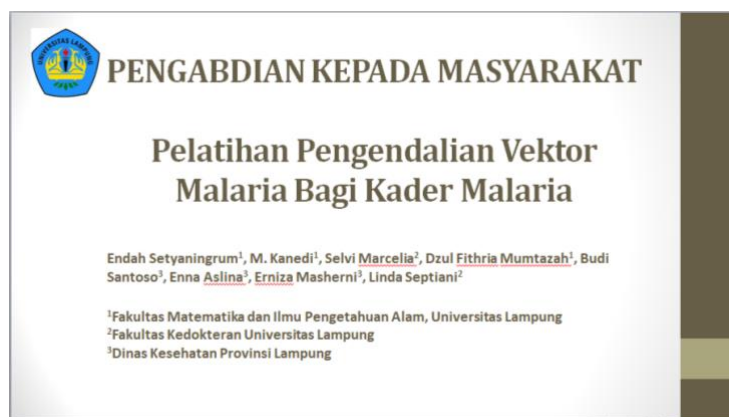 UNIVERSITAS LAMPUNG
PENGABDIAN KEPADA MASYARAKAT
Pelatihan Pengendalian Vektor
Malaria Bagi Kader Malaria
Endah Setyaningrum¹, M. Kanedi¹, Selvi Marcelia², Dzul Fithria Mumtazah¹, Budi
Santoso³, Enna Aslina³, Erniza Masherni³, Linda Septiani²
¹Fakultas Matematika dan Ilmu Pengetahuan Alam, Universitas Lampung
²Fakultas Kedokteran Universitas Lampung
³Dinas Kesehatan Provinsi Lampung